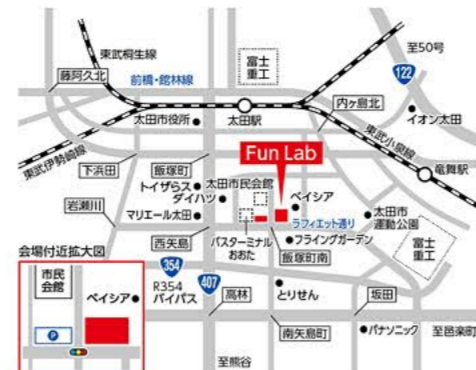 東武桐生線
富士
重工
至50号
藤阿久北
前橋・館林線
122
内ヶ島北
イオン太田
太田市役所
太田駅
東武小泉線
東武伊勢崎線
Fun Lab
竜舞駅
下浜田
飯塚町
トイザらス
太田市民会館
ダイハツ
ベイシア
岩瀬川
マリエール太田
ラフィエット通り
太田市
運動公園
西矢島
バスターミナル
おおた
フライングガーデン
飯塚町南
富士
重工
会場付近拡大図
市民
会館
ベイシア
P
354
R354
バイパス
407
高林
とりせん
坂田
南矢島町
パナソニック
至邑楽町
至熊谷